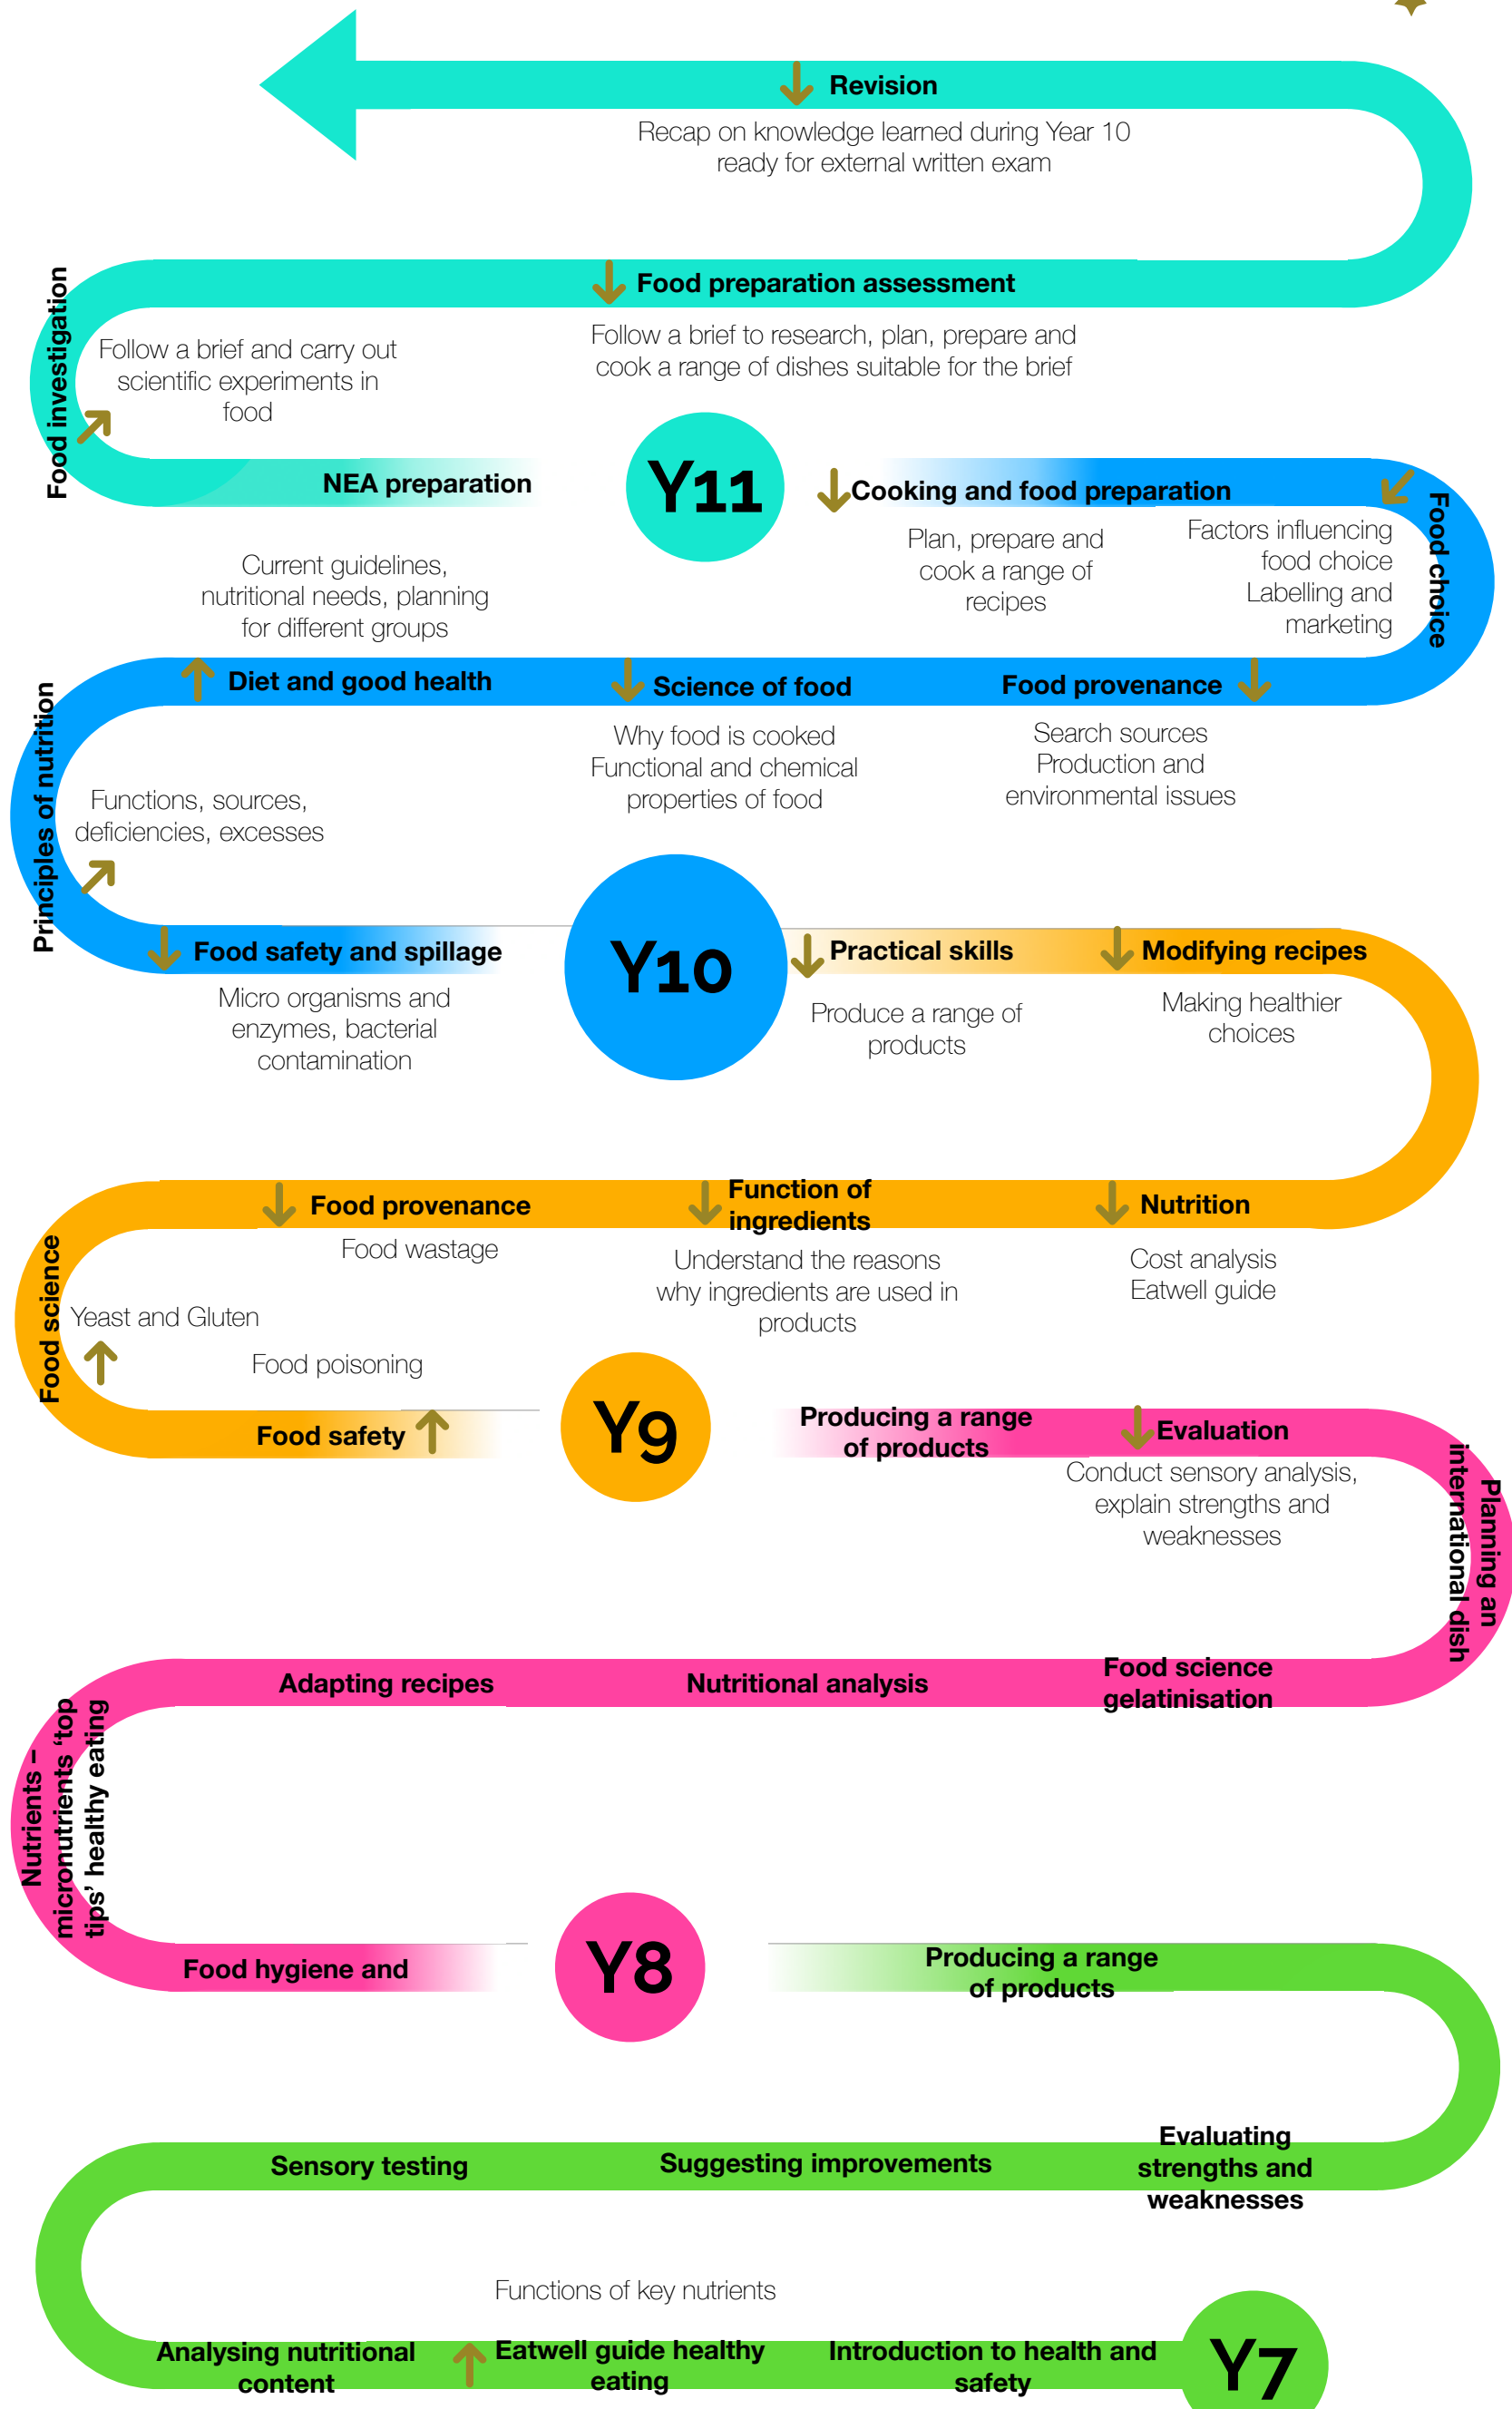 Revision
Recap on knowledge learned during Year 10
ready for external written exam
Food preparation assessment
Follow a brief to research, plan, prepare and
cook a range of dishes suitable for the brief
Food investigation
Follow a brief and carry out
scientific experiments in
food
NEA preparation
Y11
Cooking and food preparation
Plan, prepare and
cook a range of
recipes
Food choice
Factors influencing
food choice
Labelling and
marketing
Current guidelines,
nutritional needs, planning
for different groups
Diet and good health
Science of food
Food provenance
Why food is cooked
Functional and chemical
properties of food
Search sources
Production and
environmental issues
Principles of nutrition
Functions, sources,
deficiencies, excesses
Food safety and spillage
Micro organisms and
enzymes, bacterial
contamination
Y10
Practical skills
Produce a range of
products
Modifying recipes
Making healthier
choices
Food provenance
Food wastage
Function of
ingredients
Understand the reasons
why ingredients are used in
products
Nutrition
Cost analysis
Eatwell guide
Food science
Yeast and Gluten
Food poisoning
Food safety
Y9
Producing a range
of products
Evaluation
Conduct sensory analysis,
explain strengths and
weaknesses
Planning an
international dish
Adapting recipes
Nutritional analysis
Food science
gelatinisation
Nutrients –
micronutrients ‘top
tips’ healthy eating
Food hygiene and
Y8
Producing a range
of products
Sensory testing
Suggesting improvements
Evaluating
strengths and
weaknesses
Functions of key nutrients
Analysing nutritional
content
Eatwell guide healthy
eating
Introduction to health and
safety
Y7